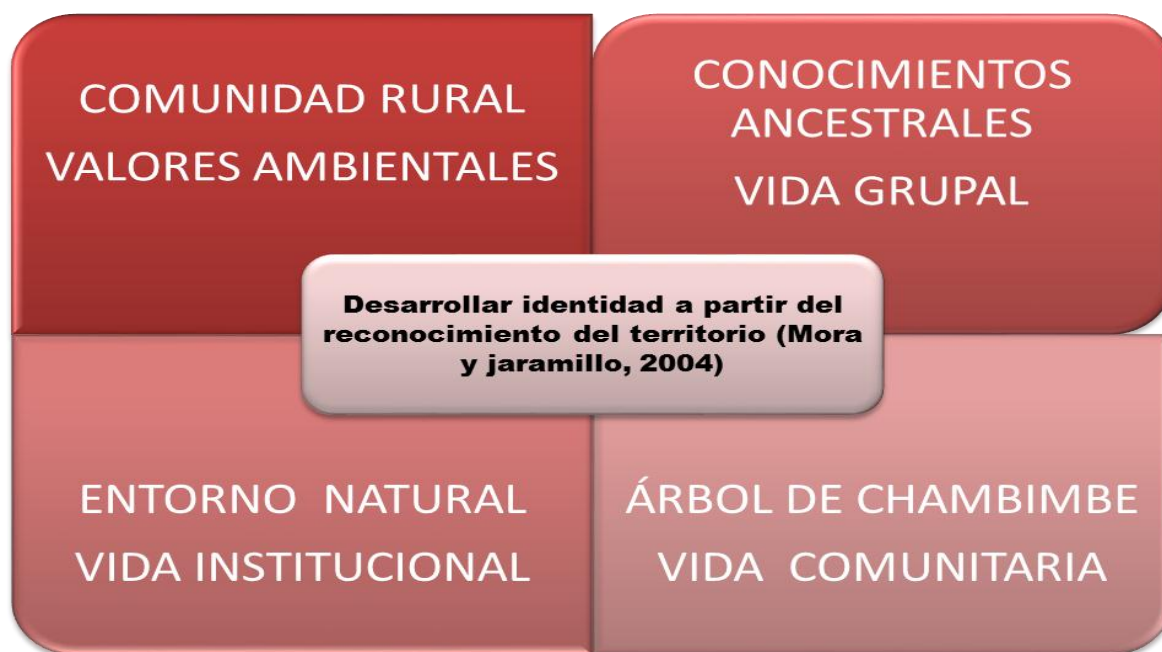 COMUNIDAD RURAL
VALORES AMBIENTALES
CONOCIMIENTOS
ANCESTRALES
VIDA GRUPAL
Desarrollar identidad a partir del
reconocimiento del territorio (Mora
y jaramillo, 2004)
ENTORNO NATURAL
VIDA INSTITUCIONAL
ÁRBOL DE CHAMBIMBE
VIDA COMUNITARIA